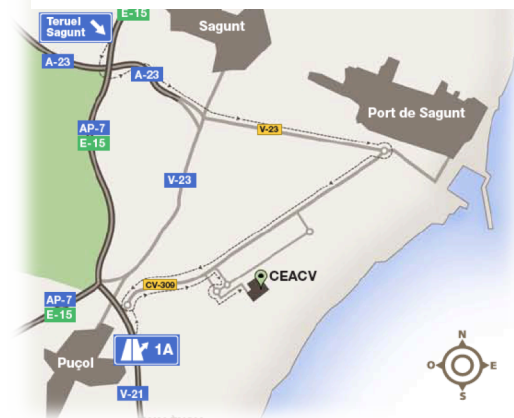 E-15
Teruel
Sagunt
Sagunt
A-23
A-23
Port de Sagunt
AP-7
E-15
V-23
V-23
CEACV
CV-309
AP-7
E-15
1A
Puçol
V-21
N
O
E
S